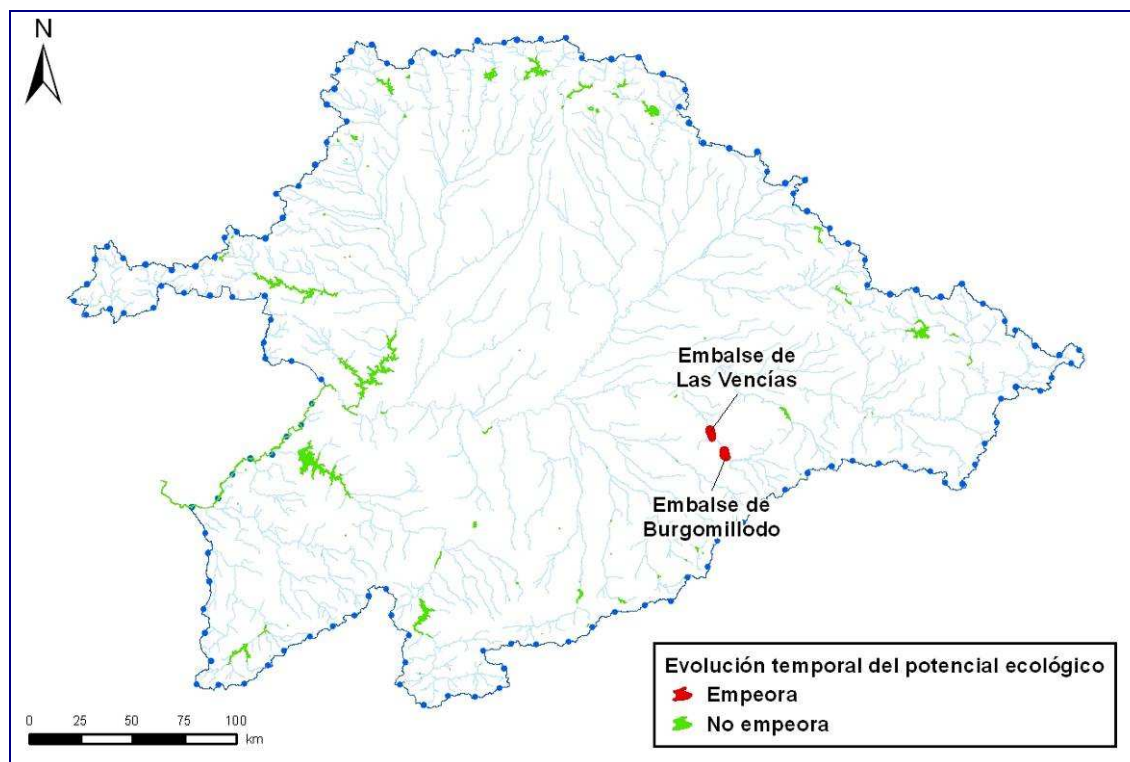 N
Embalse de
Las Vencías
Embalse de
Burgomillodo
Evolución temporal del potencial ecológico
Empeora
No empeora
0 25 50 75 100
km